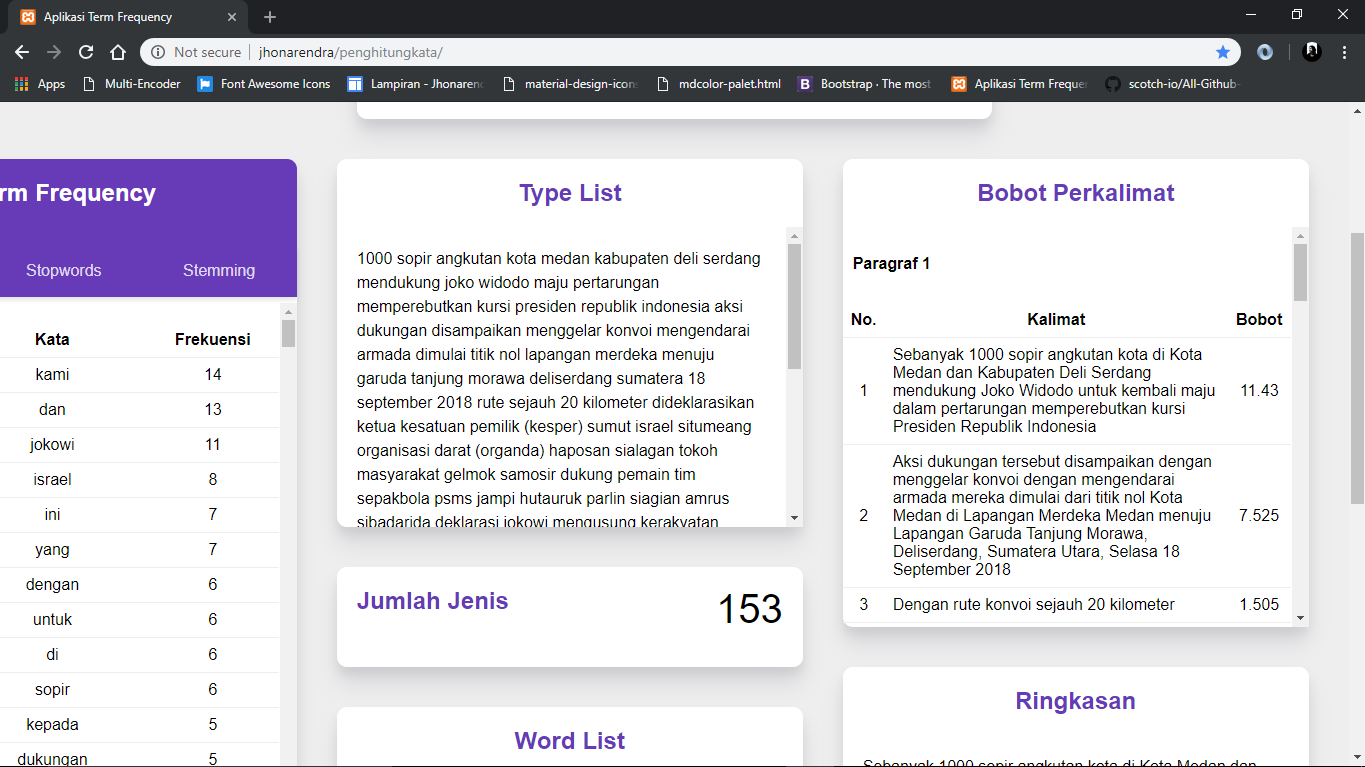 Aplikasi Term Frequency
Not secure | jhonarendra/penghitungkata/
Apps Multi-Encoder Font Awesome Icons Lampiran - Jhonarend material-design-icons mdcolor-palet.html Bootstrap · The most Aplikasi Term Frequen scotch-io/All-Github-
rm Frequency
Stopwords Stemming
Kata Frekuensi
kami 14
dan 13
jokowi 11
israel 8
ini 7
yang 7
dengan 6
untuk 6
di 6
sopir 6
kepada 5
dukungan 5
Type List
1000 sopir angkutan kota medan kabupaten deli serdang
mendukung joko widodo maju pertarungan
memperebutkan kursi presiden republik indonesia aksi
dukungan disampaikan menggelar konvoi mengendarai
armada dimulai titik nol lapangan merdeka menuju
garuda tanjung morawa deliserdang sumatera 18
september 2018 rute sejauh 20 kilometer dideklarasikan
ketua kesatuan pemilik (kesper) sumut israel situmeang
organisasi darat (organda) haposan sialagan tokoh
masyarakat gelmok samosir dukung pemain tim
sepakbola psms jampi hutauruk parlin siagian amrus
sibadarida deklarasi jokowi mengusung kerakyatan
Jumlah Jenis 153
Word List
Bobot Perkalimat
Paragraf 1
No. Kalimat Bobot
1 Sebanyak 1000 sopir angkutan kota di Kota
Medan dan Kabupaten Deli Serdang
mendukung Joko Widodo untuk kembali maju 11.43
dalam pertarungan memperebutkan kursi
Presiden Republik Indonesia
Aksi dukungan tersebut disampaikan dengan
menggelar konvoi dengan mengendarai
armada mereka dimulai dari titik nol Kota
2 Medan di Lapangan Merdeka Medan menuju 7.525
Lapangan Garuda Tanjung Morawa,
Deliserdang, Sumatera Utara, Selasa 18
September 2018
3 Dengan rute konvoi sejauh 20 kilometer 1.505
Ringkasan
Sebanyak 1000 sopir angkutan kota di Kota Medan dan